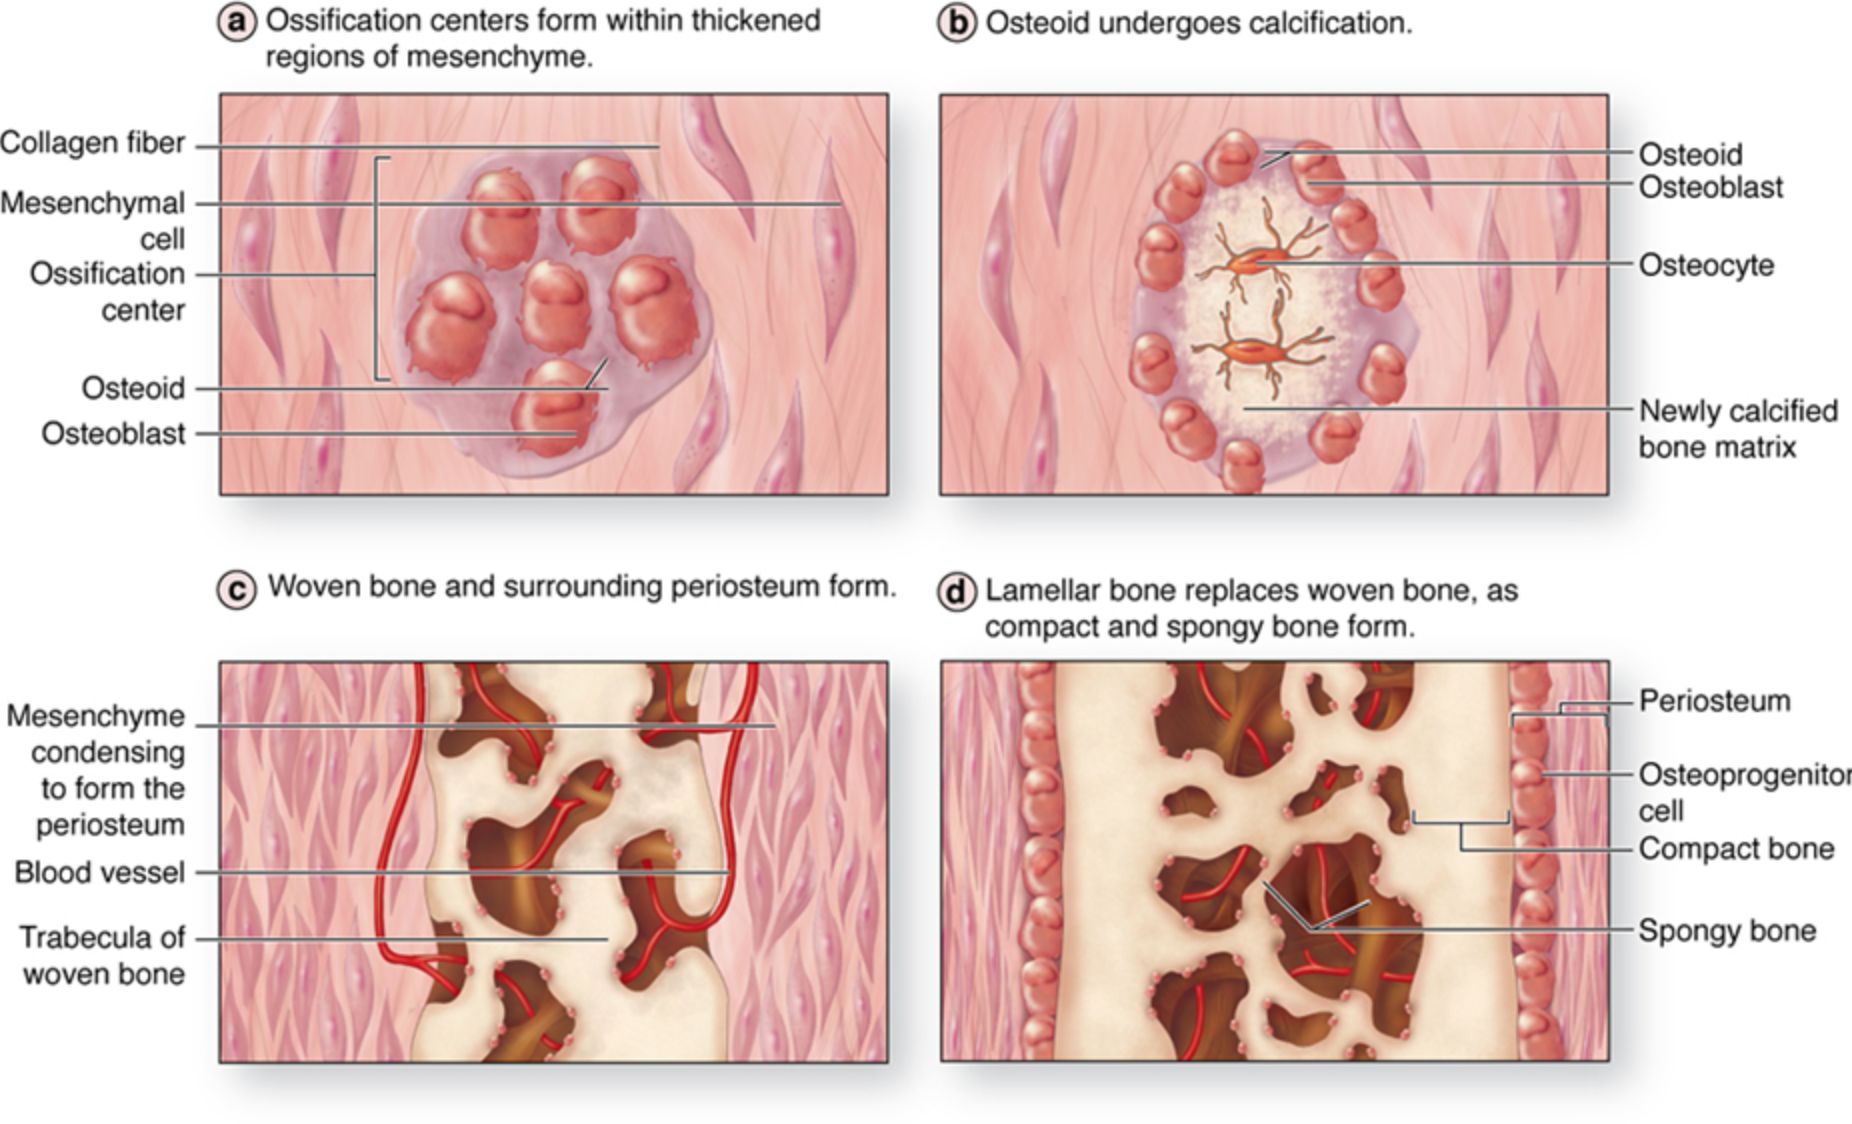 a Ossification centers form within thickened
regions of mesenchyme.
Collagen fiber
Mesenchymal
cell
Ossification
center
Osteoid
Osteoblast
b Osteoid undergoes calcification.
Osteoid
Osteoblast
Osteocyte
Newly calcified
bone matrix
c Woven bone and surrounding periosteum form.
Mesenchyme
condensing
to form the
periosteum
Blood vessel
Trabecula of
woven bone
d Lamellar bone replaces woven bone, as
compact and spongy bone form.
Periosteum
Osteoprogenitor
cell
Compact bone
Spongy bone